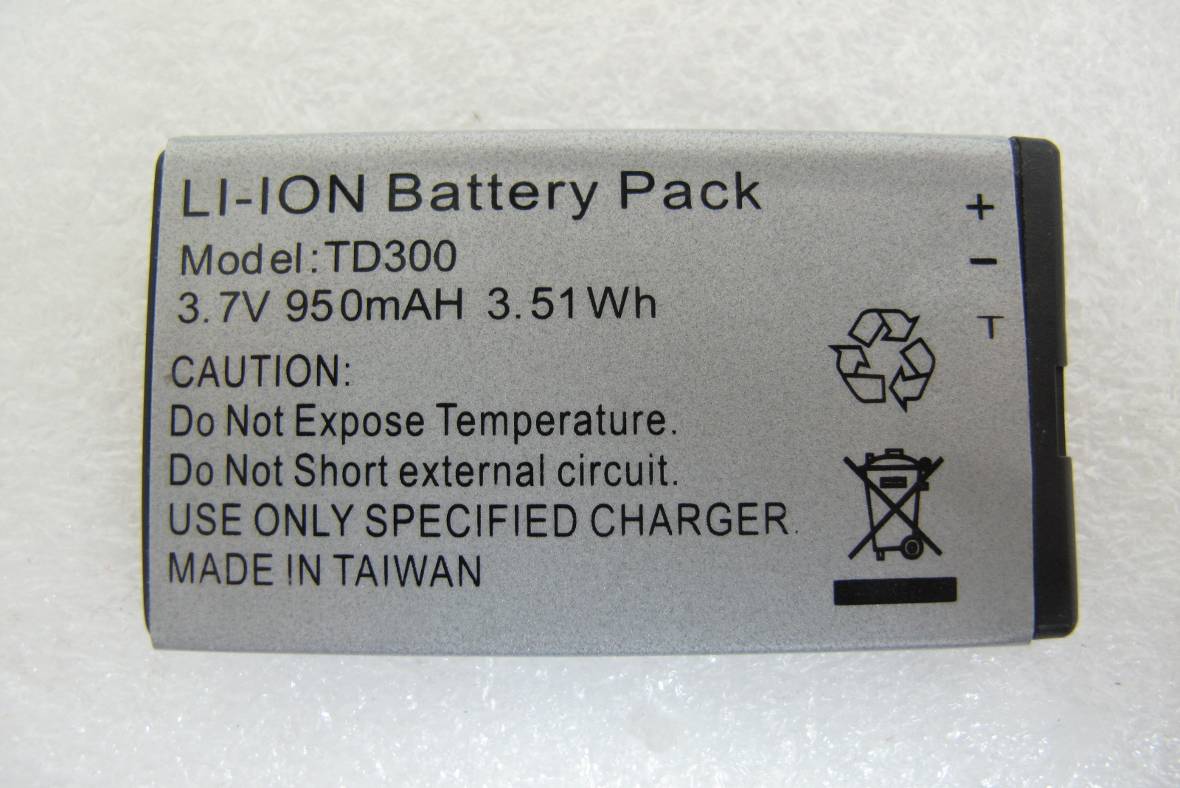 LI-ION Battery Pack
Model:TD300
3.7V 950mAH 3.51Wh
CAUTION:
Do Not Expose Temperature.
Do Not Short external circuit.
USE ONLY SPECIFIED CHARGER.
MADE IN TAIWAN
+
-
T